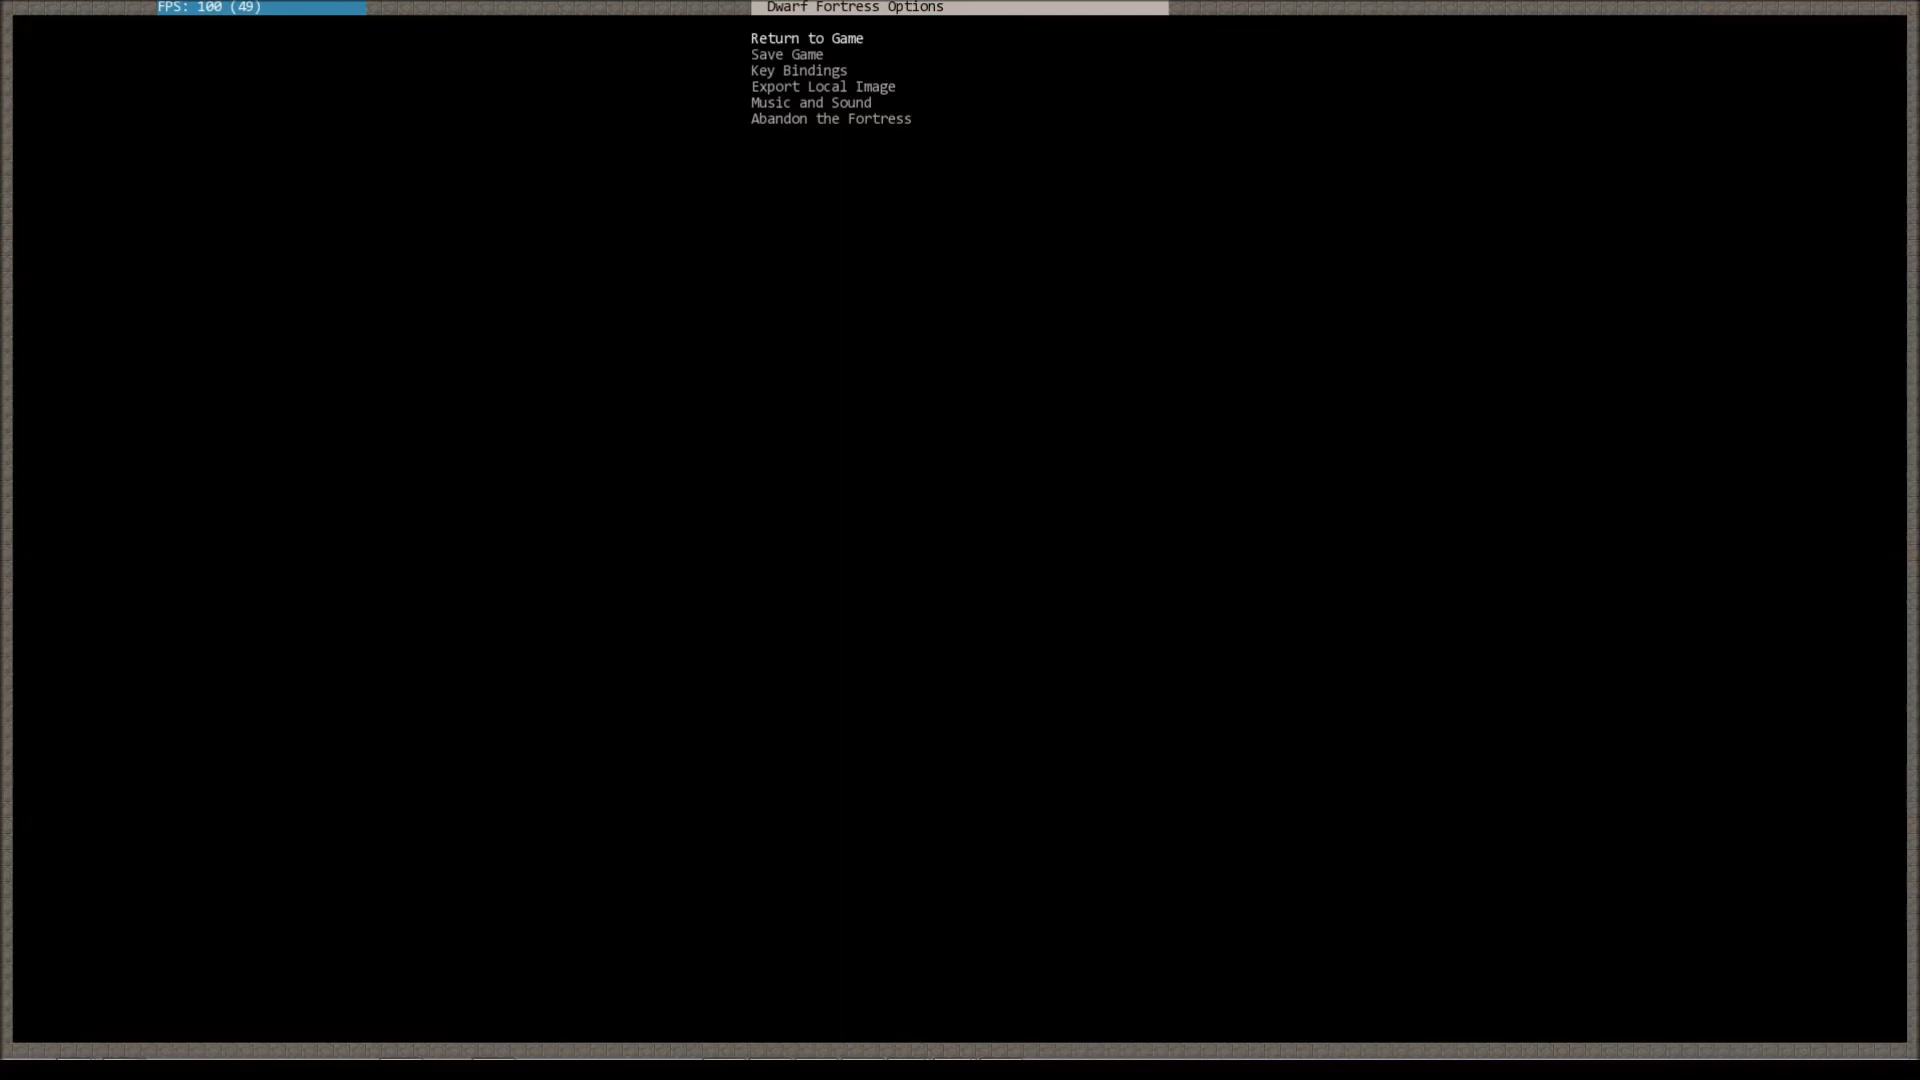 FPS: 100 (49)
Dwarf Fortress Options
Return to Game
Save Game
Key Bindings
Export Local Image
Music and Sound
Abandon the Fortress